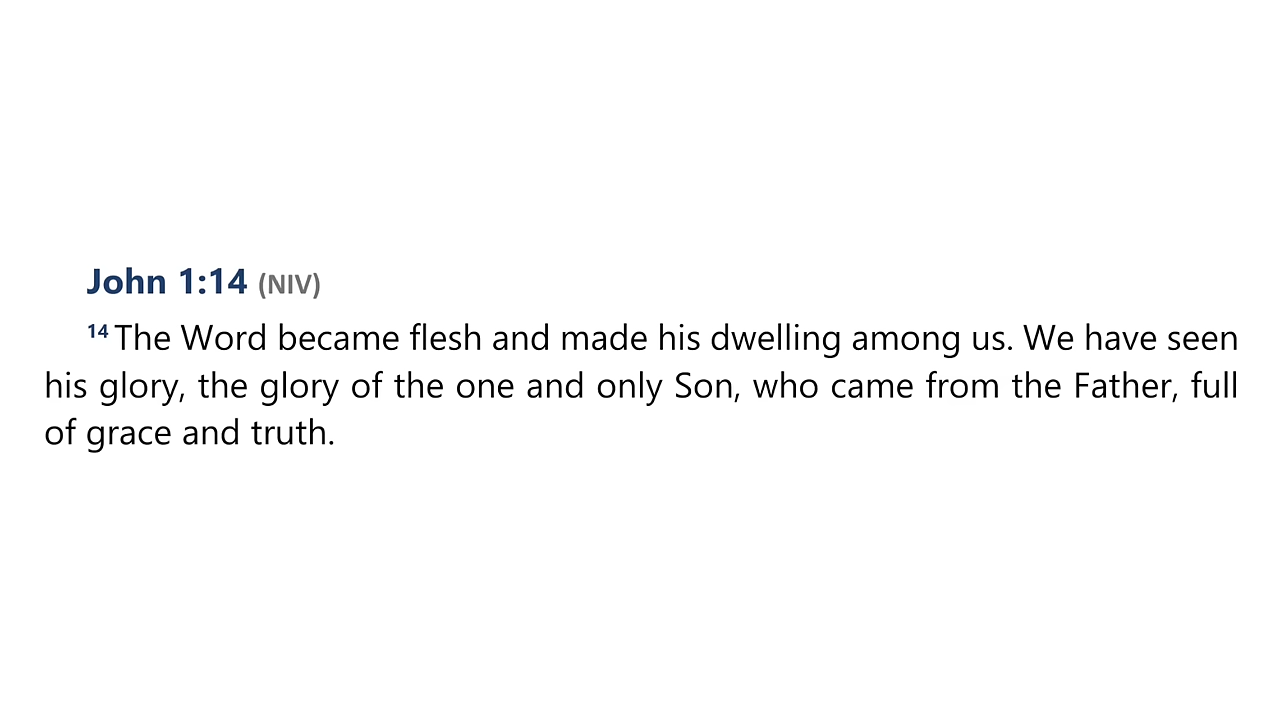 John 1:14 (NIV)
14 The Word became flesh and made his dwelling among us. We have seen
his glory, the glory of the one and only Son, who came from the Father, full
of grace and truth.